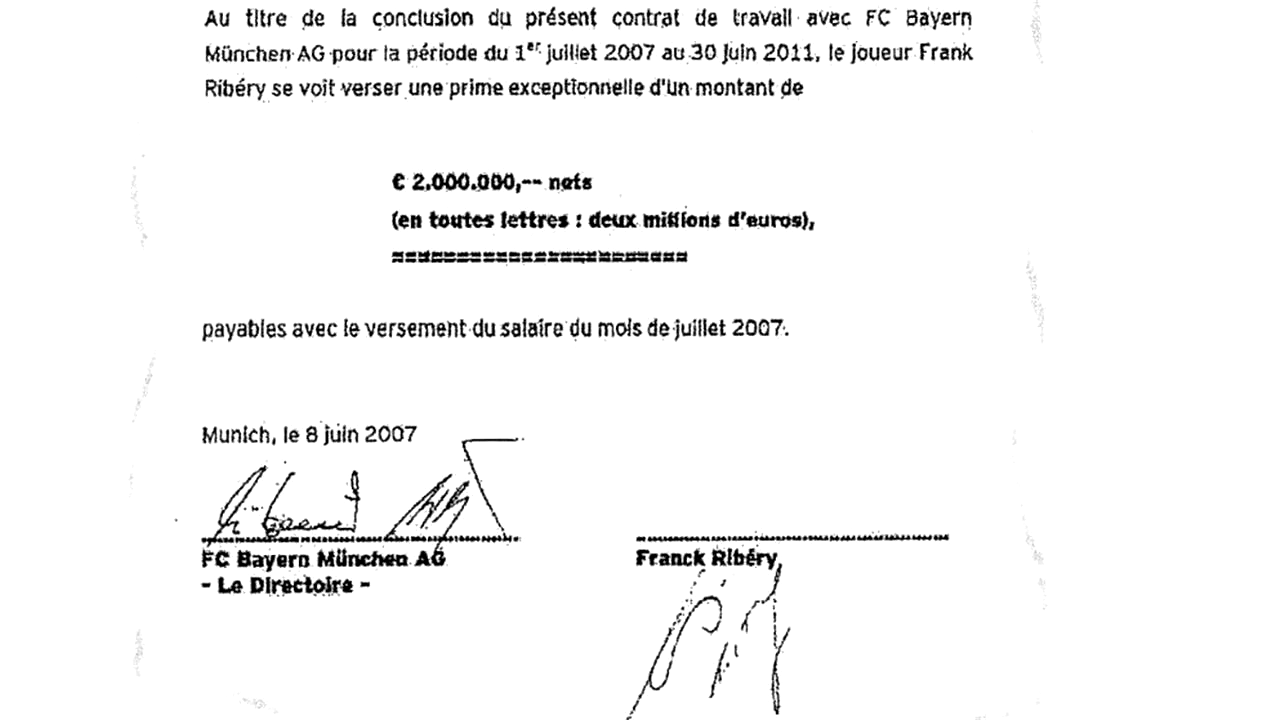 Au titre de la conclusion du présent contrat de travail avec FC Bayern
München AG pour la période du 1er juillet 2007 au 30 juin 2011, le joueur Frank
Ribéry se voit verser une prime exceptionnelle d'un montant de
€ 2.000.000,-- nets
(en toutes lettres : deux millions d'euros),
=======================
payables avec le versement du salaire du mois de juillet 2007.
Munich, le 8 juin 2007
FC Bayern München AG
- Le Directoire -
Franck Ribéry